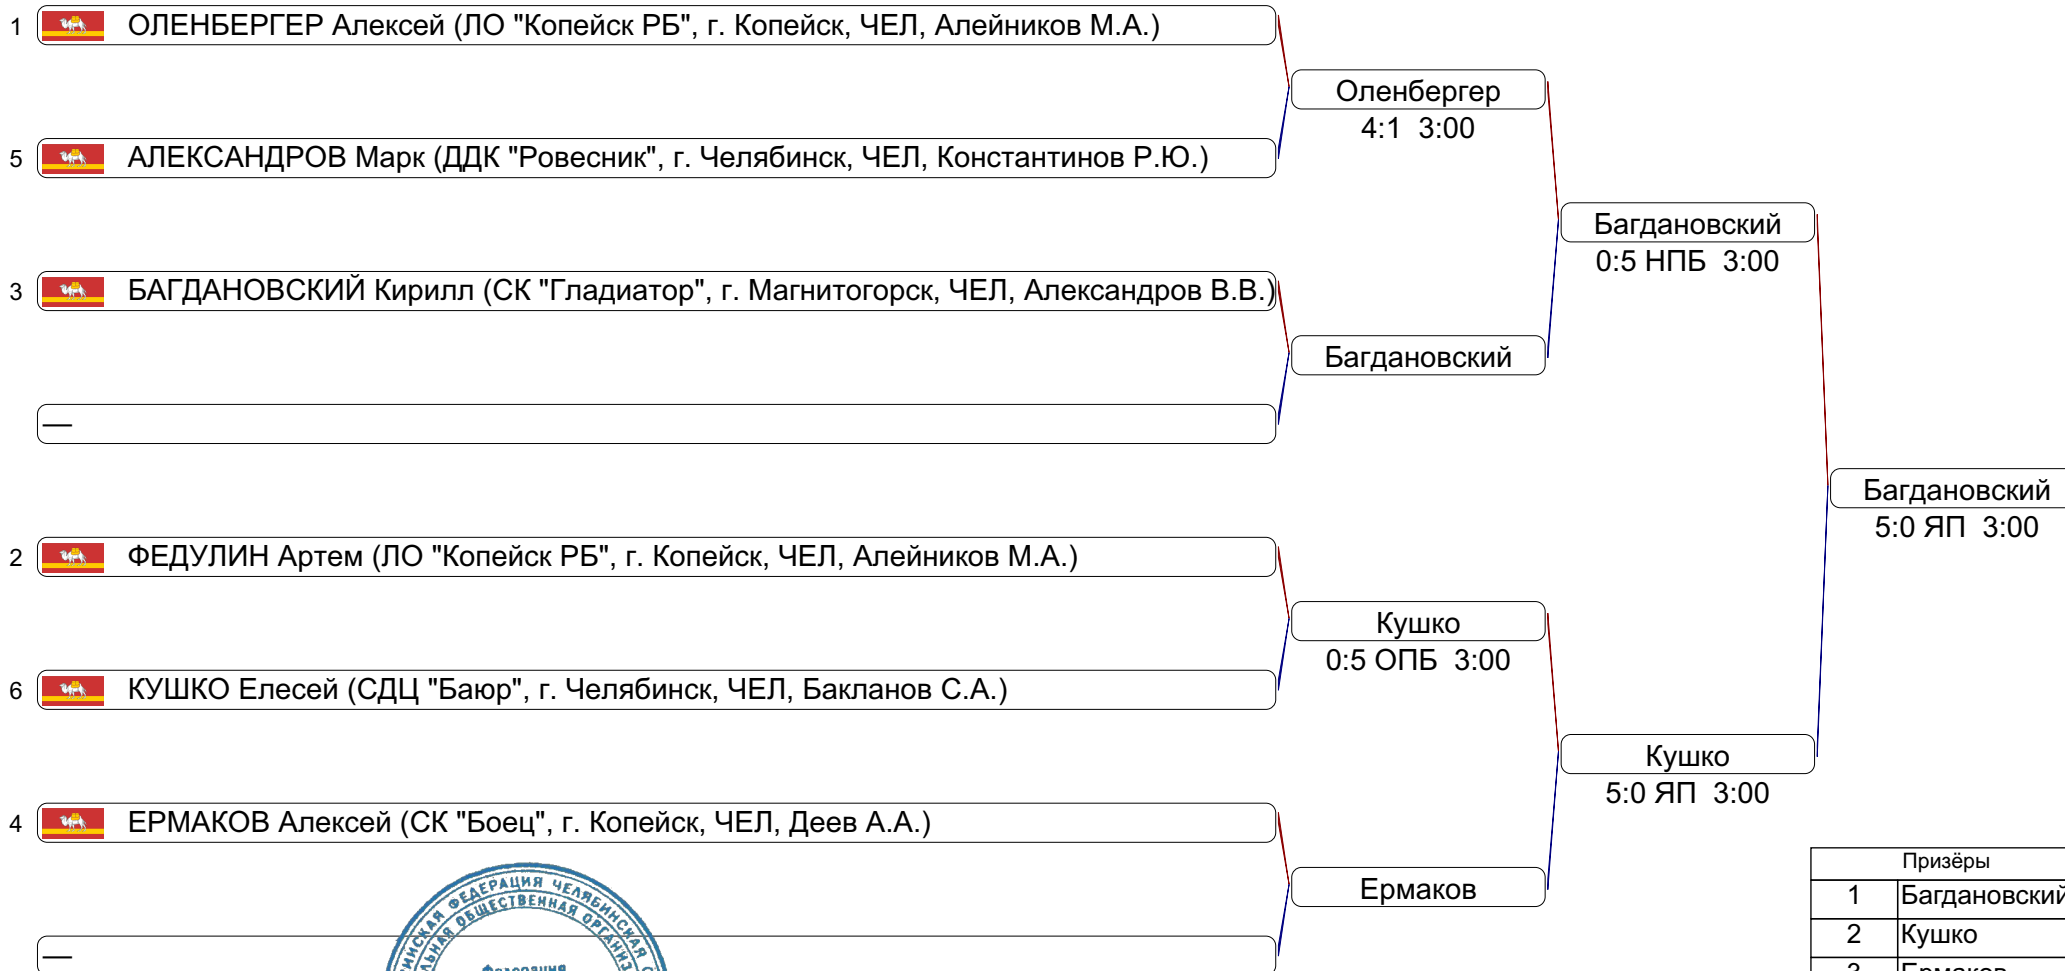 1 ОЛЕНБЕРГЕР Алексей (ЛО "Копейск РБ", г. Копейск, ЧЕЛ, Алейников М.А.)
Оленбергер
4:1 3:00
5 АЛЕКСАНДРОВ Марк (ДДК "Ровесник", г. Челябинск, ЧЕЛ, Константинов Р.Ю.)
Багдановский
0:5 НПБ 3:00
3 БАГДАНОВСКИЙ Кирилл (СК "Гладиатор", г. Магнитогорск, ЧЕЛ, Александров В.В.)
Багдановский
—
Багдановский
5:0 ЯП 3:00
2 ФЕДУЛИН Артем (ЛО "Копейск РБ", г. Копейск, ЧЕЛ, Алейников М.А.)
Кушко
0:5 ОПБ 3:00
6 КУШКО Елесей (СДЦ "Баюр", г. Челябинск, ЧЕЛ, Бакланов С.А.)
Кушко
5:0 ЯП 3:00
4 ЕРМАКОВ Алексей (СК "Боец", г. Копейск, ЧЕЛ, Деев А.А.)
Ермаков
—
Призёры
1 Багдановский
2 Кушко
3 Ермаков
ФЕДЕРАЦИЯ ЧЕЛЯБИНСКАЯ
ОБЩЕСТВЕННАЯ
Федерация